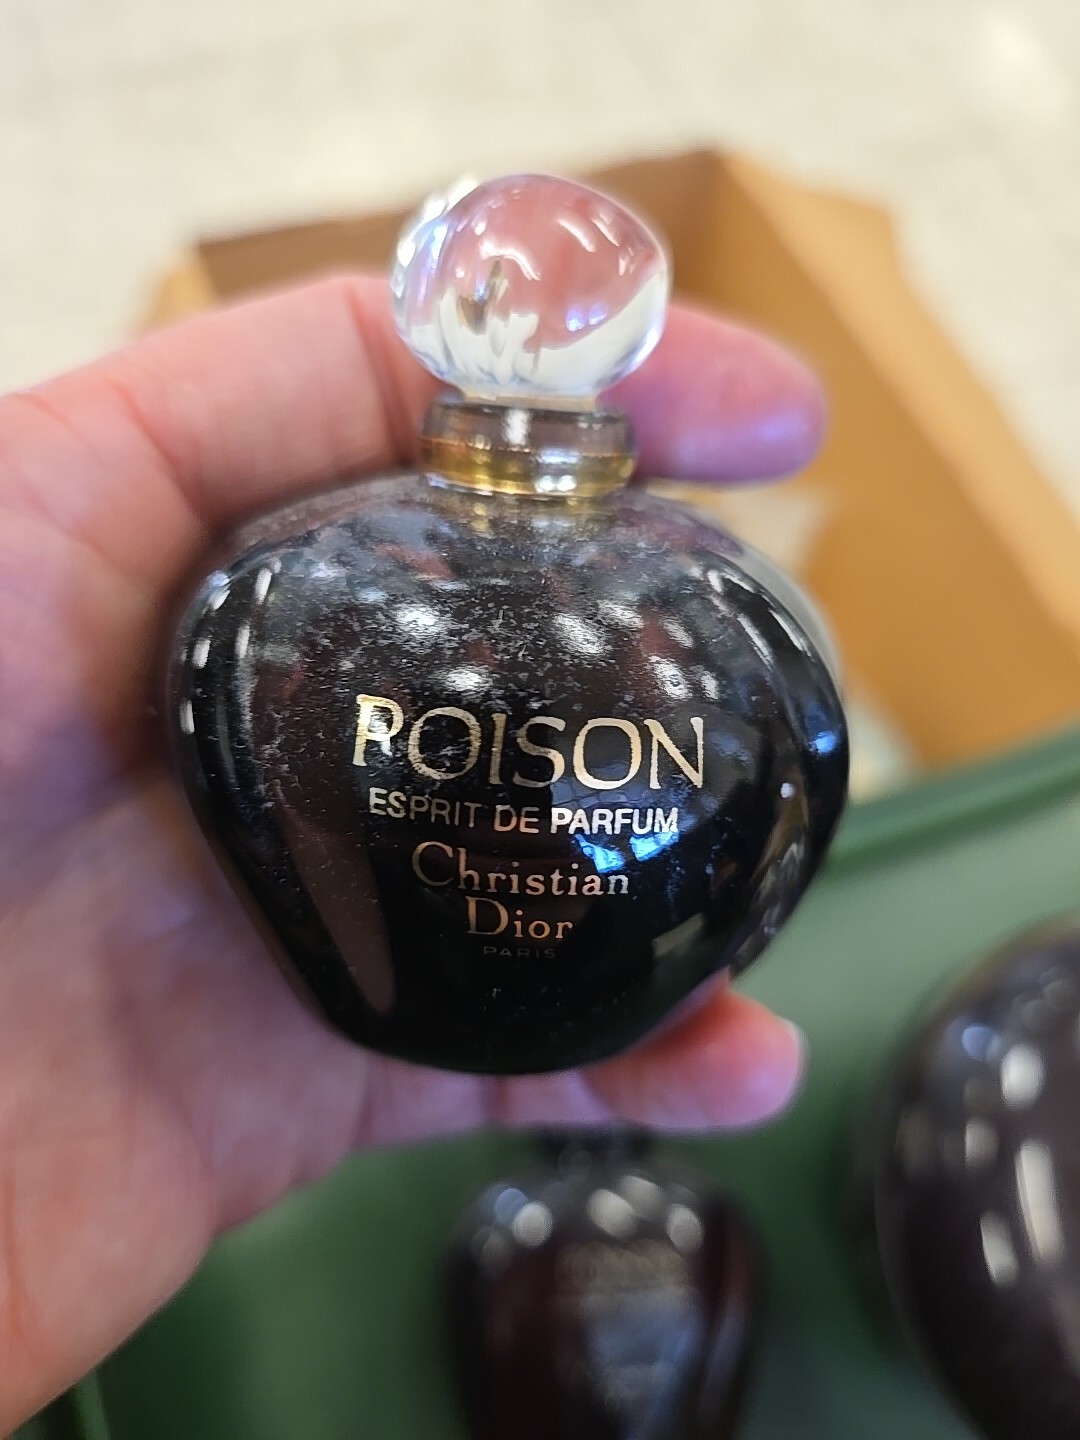 POISON
ESPRIT DE PARFUM
Christian
Dior
PARIS